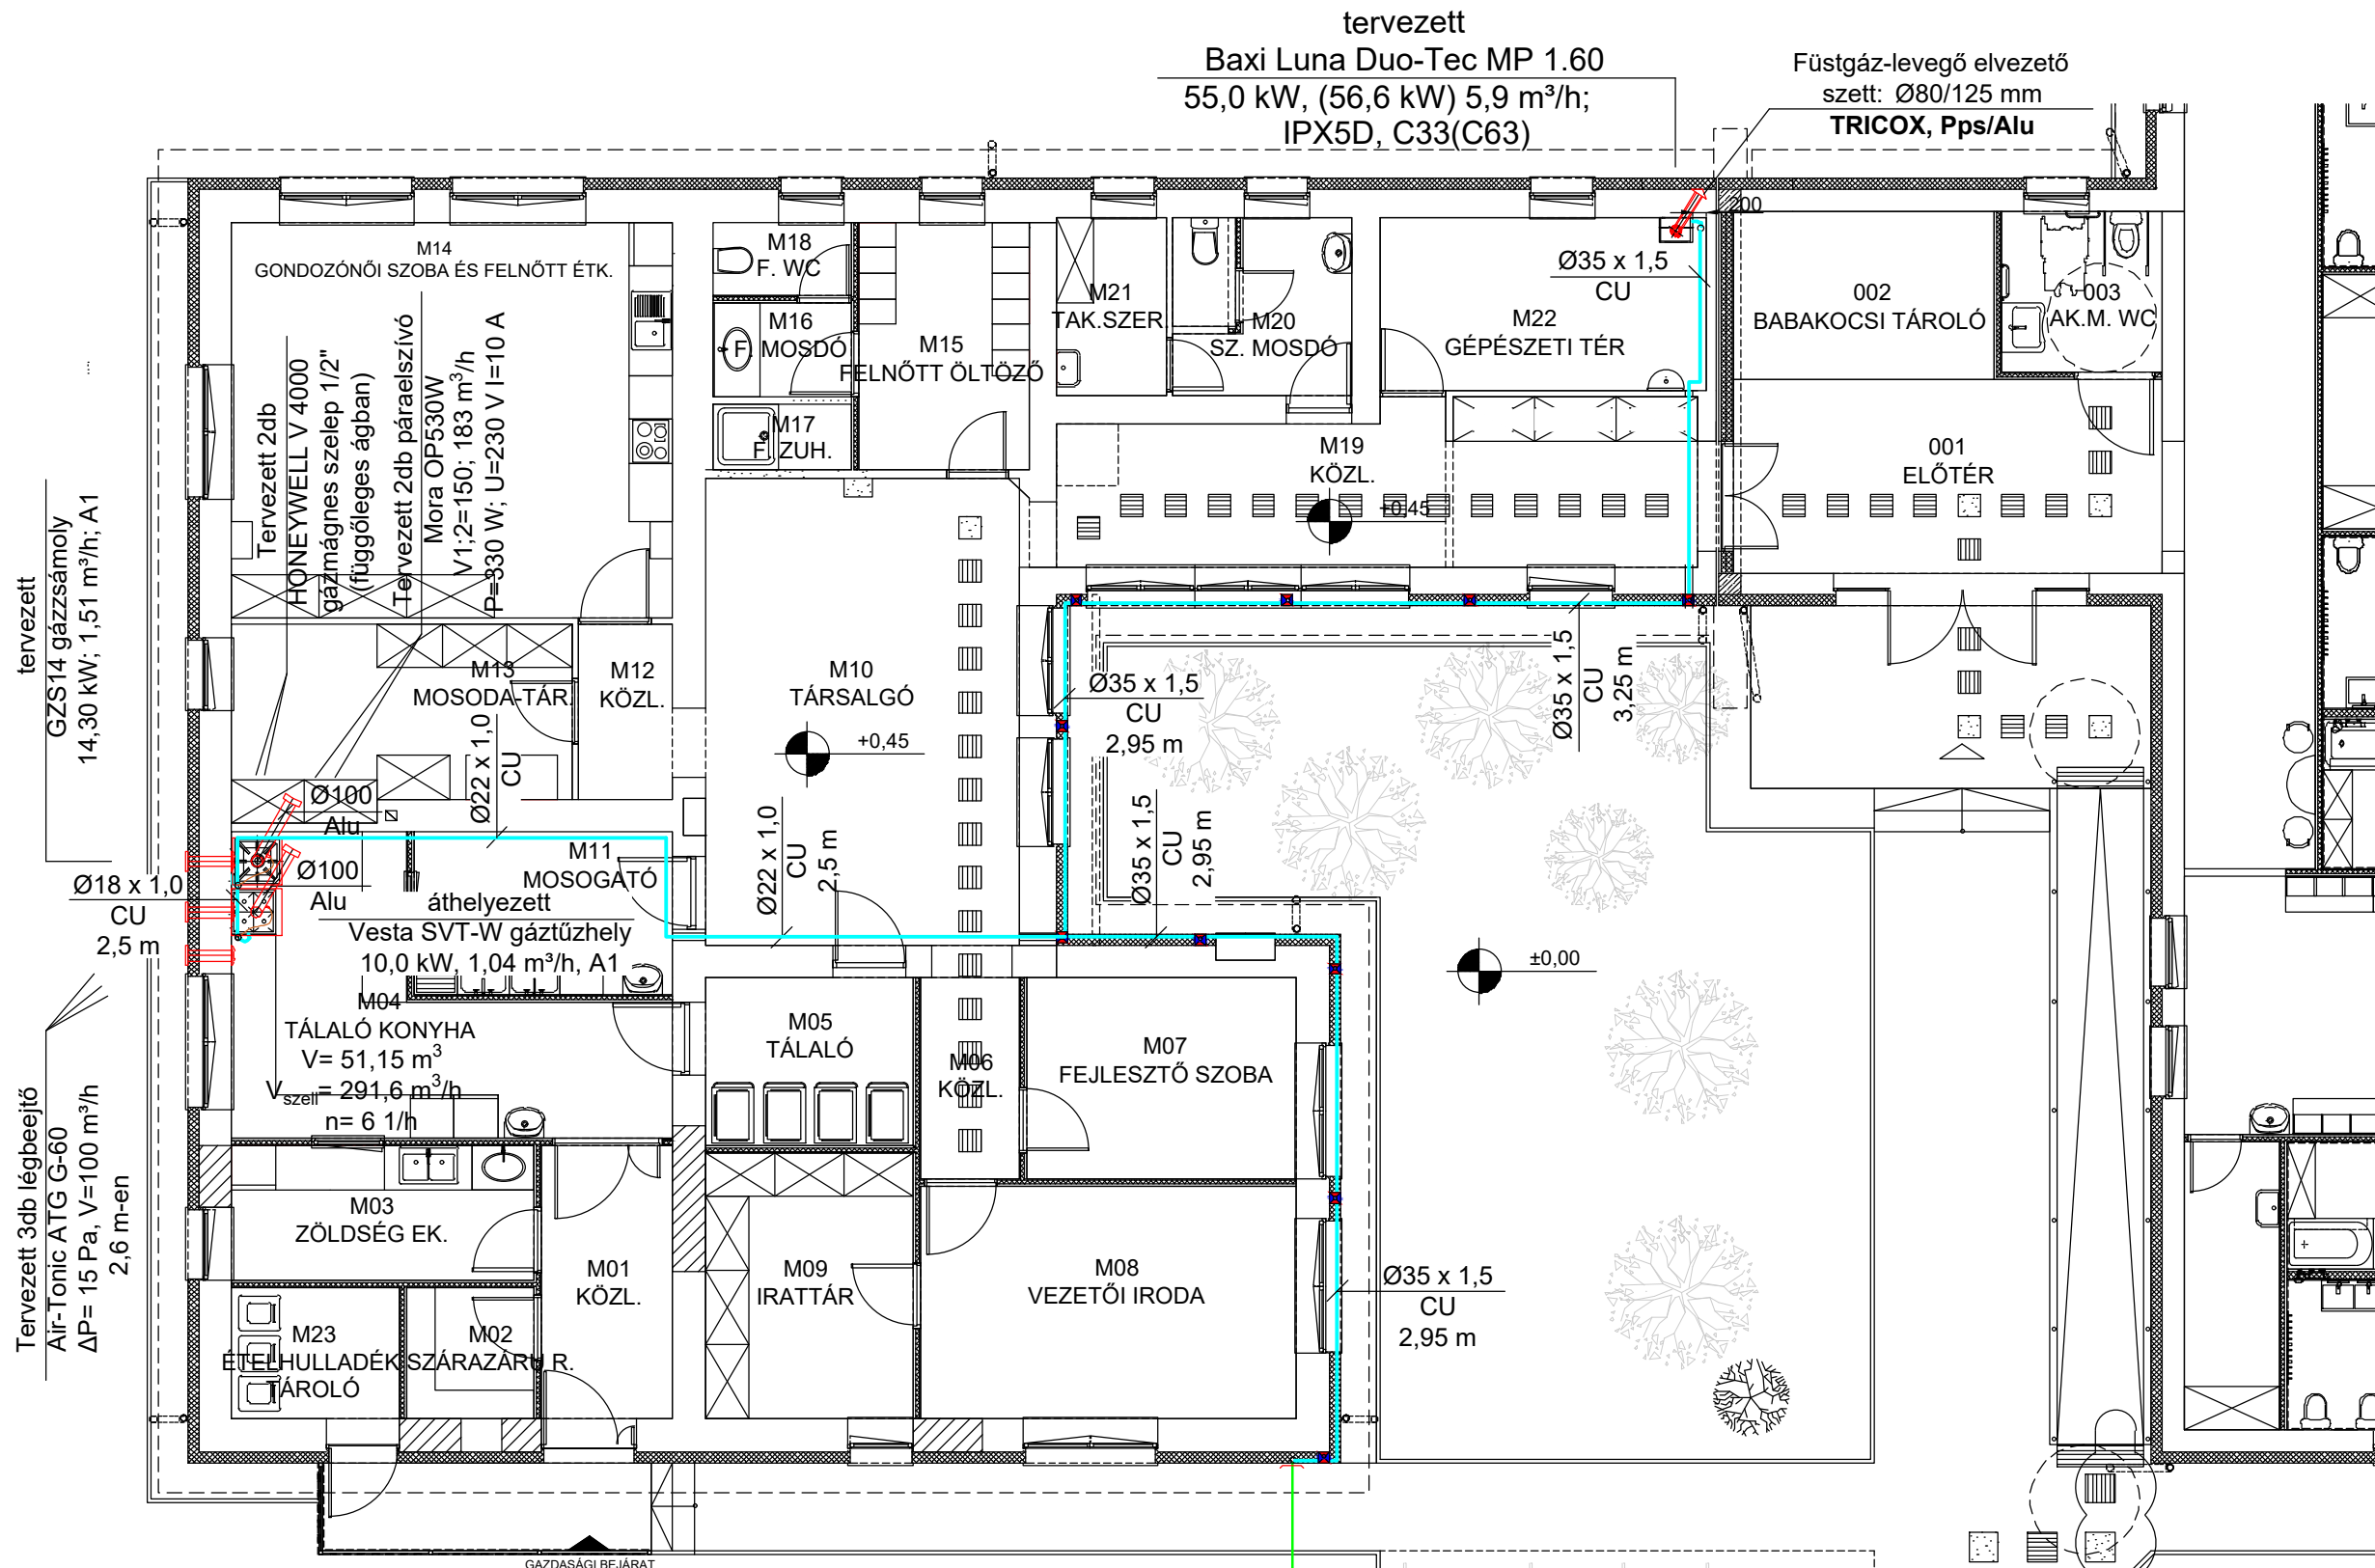 tervezett
Baxi Luna Duo-Tec MP 1.60
55,0 kW, (56,6 kW) 5,9 m³/h;
IPX5D, C33(C63)
Füstgáz-levegő elvezető
szett: Ø80/125 mm
TRICOX, Pps/Alu
200
M14
GONDOZÓNŐI SZOBA ÉS FELNŐTT ÉTK.
M18
F. WC
M16
F. MOSDÓ
M17
F. ZUH.
M15
FELNŐTT ÖLTÖZŐ
M21
TAK.SZER.
M20
SZ. MOSDÓ
Ø35 x 1,5
CU
M22
GÉPÉSZETI TÉR
002
BABAKOCSI TÁROLÓ
003
AK.M. WC
M19
KÖZL.
+0,45
001
ELŐTÉR
Tervezett 2db
HONEYWELL V 4000
gázmágnes szelep 1/2"
(függőleges ágban)
Tervezett 2db páraelszívó
Mora OP530W
V1;2=150; 183 m³/h
P=330 W; U=230 V I=10 A
tervezett
GZS14 gázzsámoly
14,30 kW; 1,51 m³/h; A1
M13
MOSODA-TÁR.
M12
KÖZL.
M10
TÁRSALGÓ
+0,45
Ø35 x 1,5
CU
2,95 m
Ø35 x 1,5
CU
3,25 m
Ø22 x 1,0
CU
Ø100
Alu
Ø100
Alu
M11
MOSOGATÓ
Ø22 x 1,0
CU
2,5 m
Ø35 x 1,5
CU
2,95 m
Ø18 x 1,0
CU
2,5 m
áthelyezett
Vesta SVT-W gáztűzhely
10,0 kW, 1,04 m³/h, A1
±0,00
M04
TÁLALÓ KONYHA
V= 51,15 m³
Vszell= 291,6 m³/h
n= 6 1/h
M05
TÁLALÓ
M06
KÖZL.
M07
FEJLESZTŐ SZOBA
Tervezett 3db légbeejtő
Air-Tonic ATG G-60
ΔP= 15 Pa, V=100 m³/h
2,6 m-en
M03
ZÖLDSÉG EK.
M01
KÖZL.
M09
IRATTÁR
M08
VEZETŐI IRODA
Ø35 x 1,5
CU
2,95 m
M23
ÉTELHULLADÉK
TÁROLÓ
M02
SZÁRAZÁRU R.
GAZDASÁGI BEJÁRAT